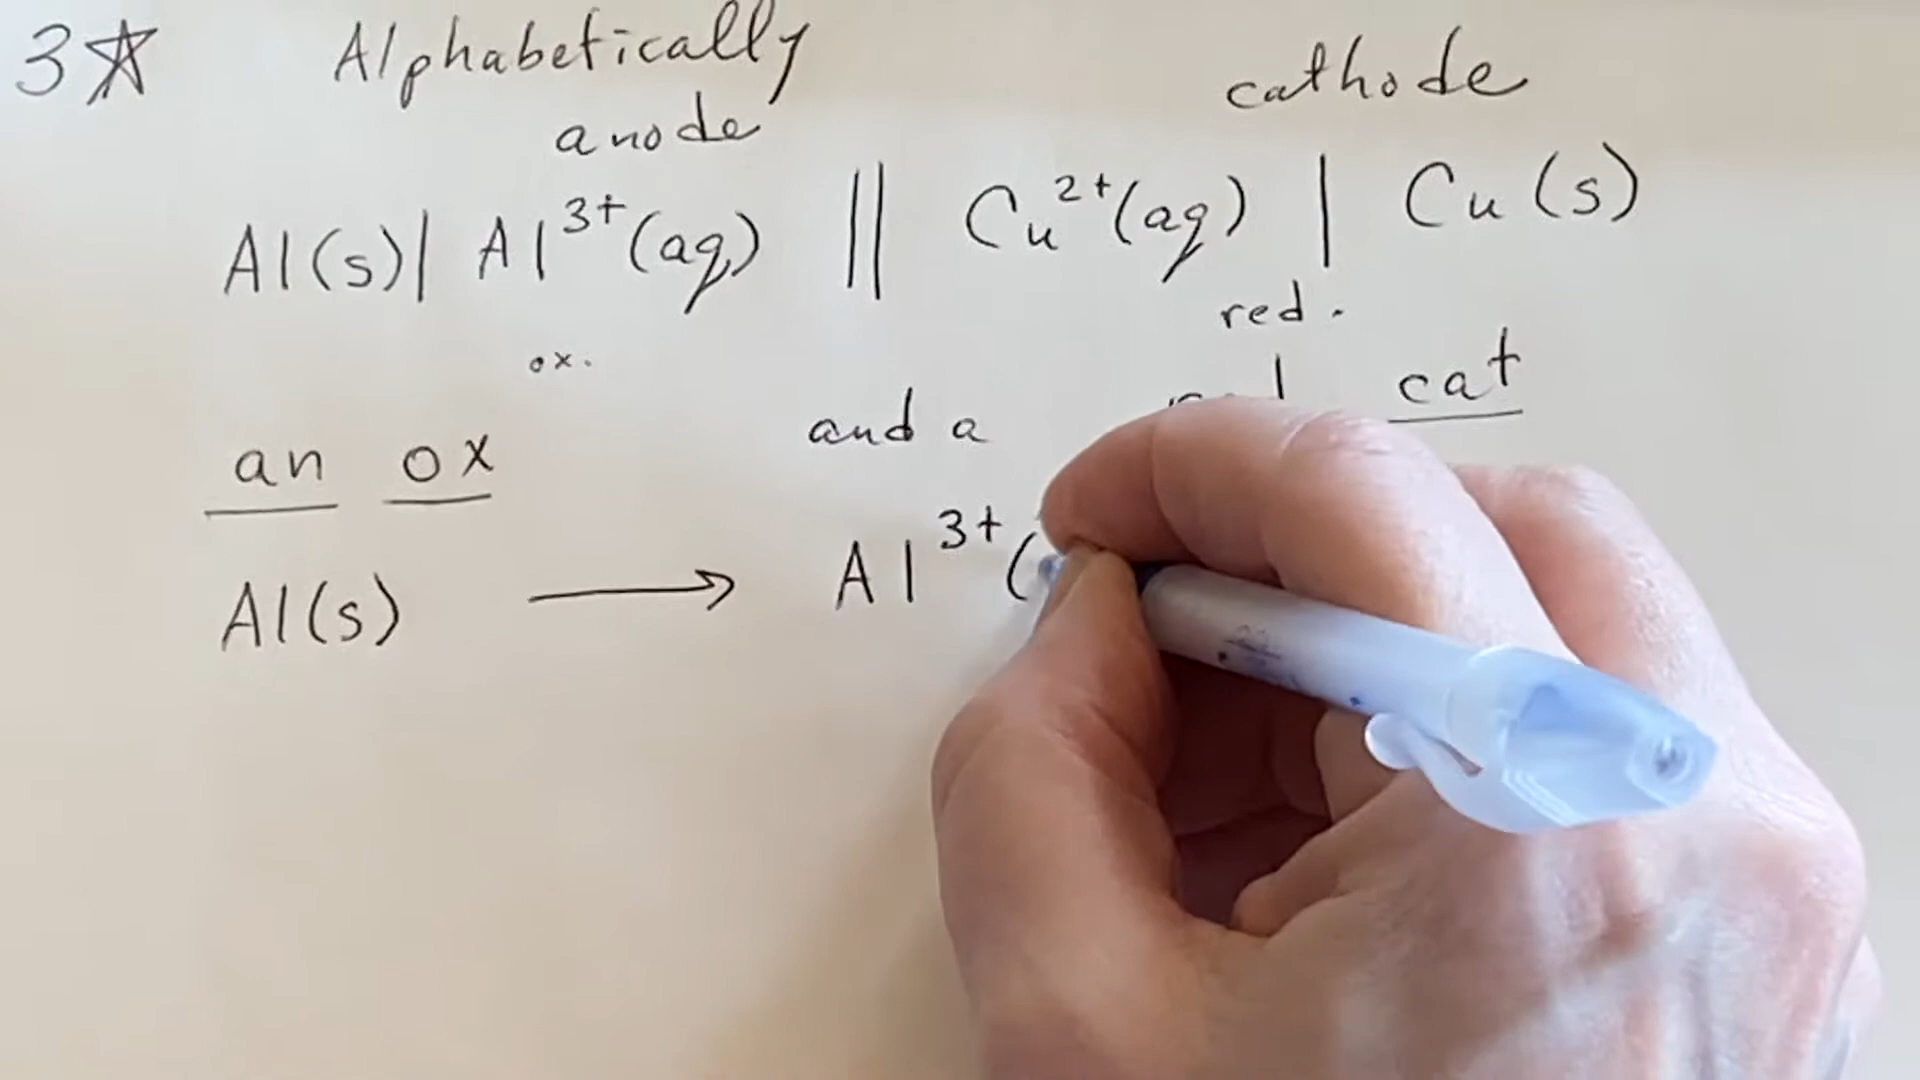 3☆ Alphabetically
anode cathode
Al(s)| Al³⁺(aq) || Cu²⁺(aq) | Cu(s)
ox. red.
an ox and a cat
Al(s) ⟶ Al³⁺(